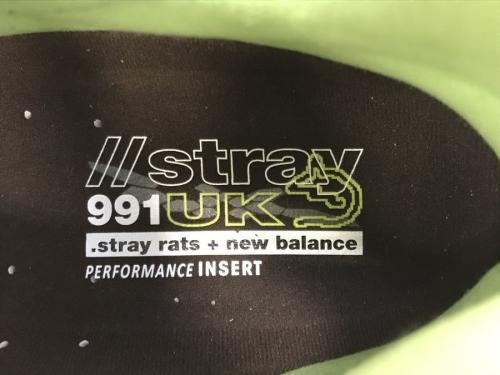 //stray
991UK
.stray rats + new balance
PERFORMANCE INSERT